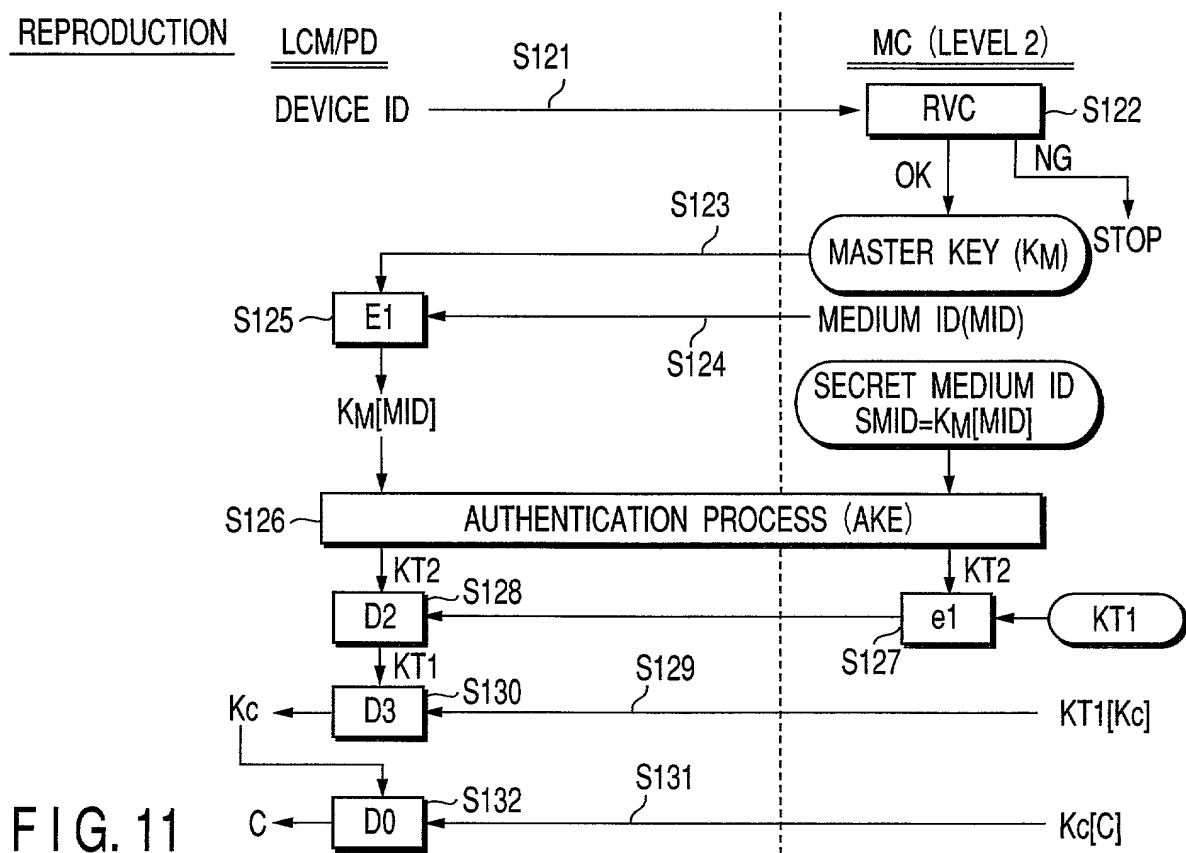 REPRODUCTION
LCM/PD
MC (LEVEL 2)
S121
DEVICE ID
RVC
S122
OK
NG
STOP
S123
MASTER KEY (KM)
S125
E1
MEDIUM ID(MID)
S124
KM[MID]
SECRET MEDIUM ID
SMID=KM[MID]
S126
AUTHENTICATION PROCESS (AKE)
KT2
KT2
S128
D2
e1
KT1
S127
KT1
S130
S129
Kc
D3
KT1[Kc]
S132
S131
C
D0
Kc[C]
FIG. 11